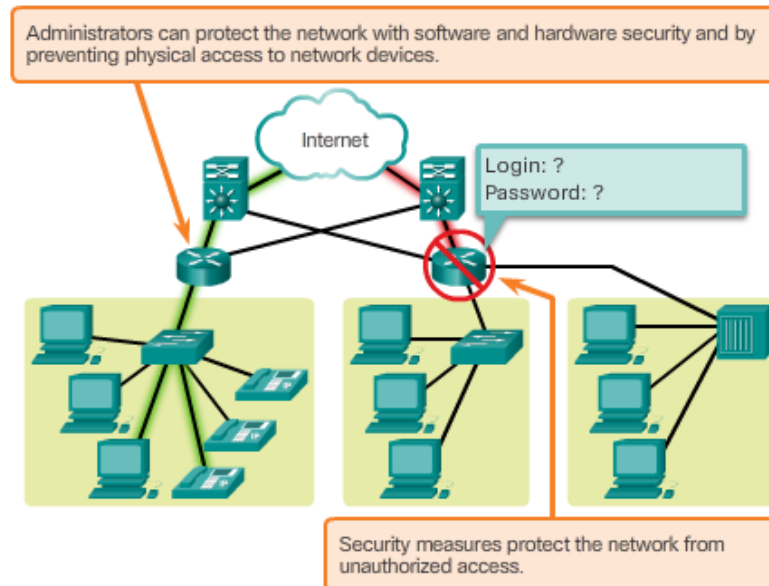 Administrators can protect the network with software and hardware security and by
preventing physical access to network devices.
Internet
Login: ?
Password: ?
Security measures protect the network from
unauthorized access.